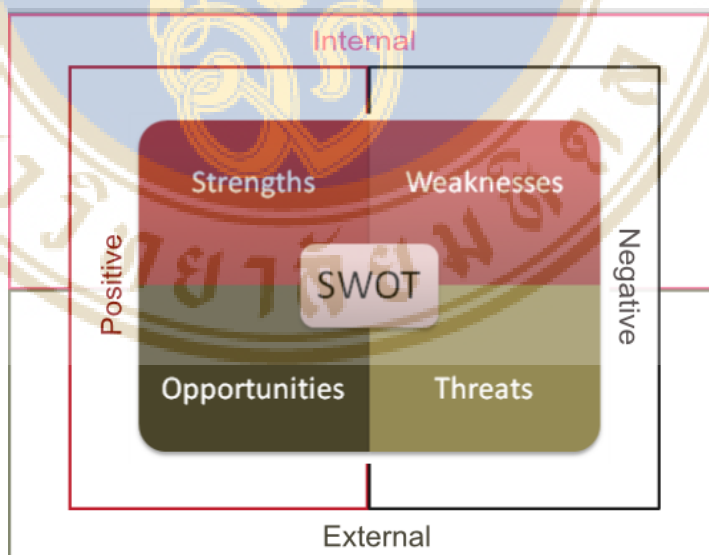 Internal
Strengths
Weaknesses
Positive
SWOT
Negative
Opportunities
Threats
External